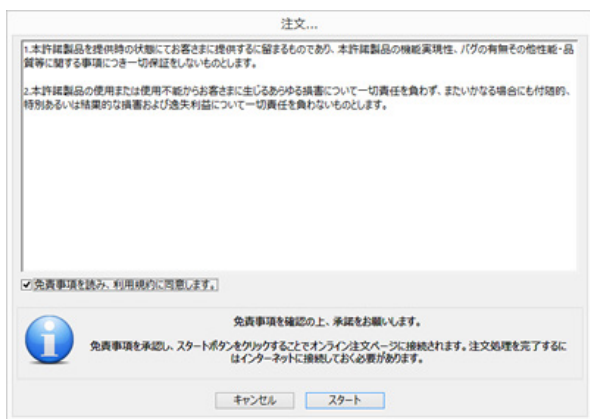 注文...
1.本許諾製品を提供時の状態にてお客さまに提供するに留まるものであり、本許諾製品の機能実現性、バグの有無その他性能・品
質等に関する事項につき一切保証をしないものとします。
2.本許諾製品の使用または使用不能からお客さまに生じるあらゆる損害について一切責任を負わず、またいかなる場合にも付随的、
特別あるいは結果的な損害および逸失利益について一切責任を負わないものとします。
免責事項を読み、利用規約に同意します。
免責事項を確認の上、承諾をお願いします。
免責事項を承認し、スタートボタンをクリックすることでオンライン注文ページに接続されます。注文処理を完了するに
はインターネットに接続しておく必要があります。
キャンセル
スタート